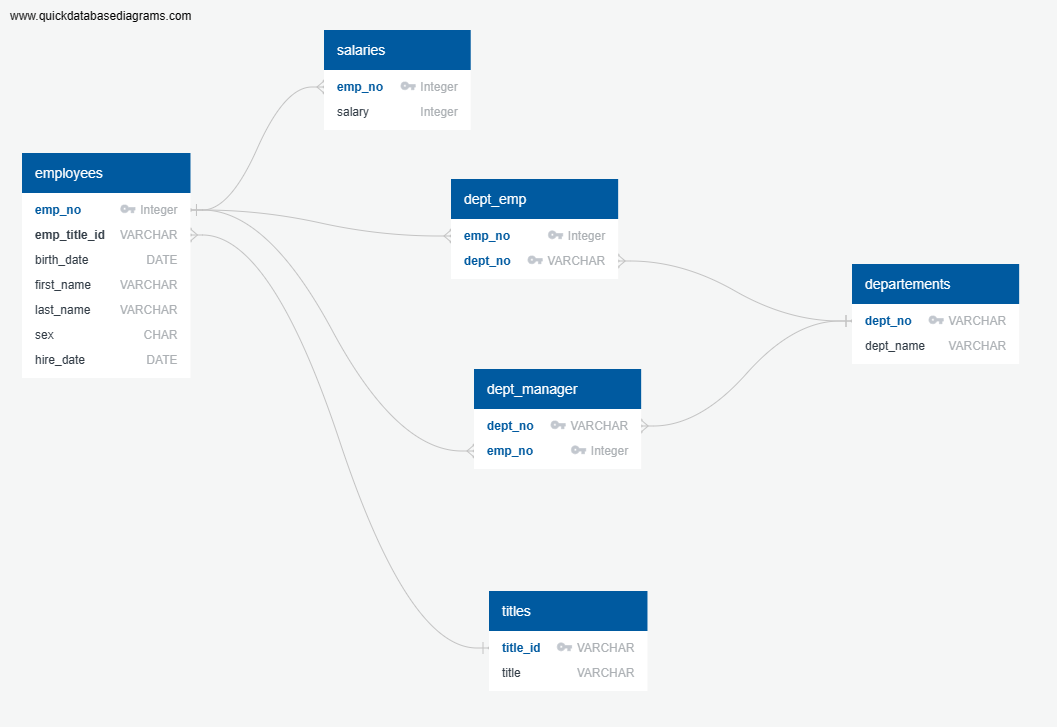 www.quickdatabasediagrams.com
salaries
emp_no Integer
salary Integer
employees
emp_no Integer
emp_title_id VARCHAR
birth_date DATE
first_name VARCHAR
last_name VARCHAR
sex CHAR
hire_date DATE
dept_emp
emp_no Integer
dept_no VARCHAR
departements
dept_no VARCHAR
dept_name VARCHAR
dept_manager
dept_no VARCHAR
emp_no Integer
titles
title_id VARCHAR
title VARCHAR